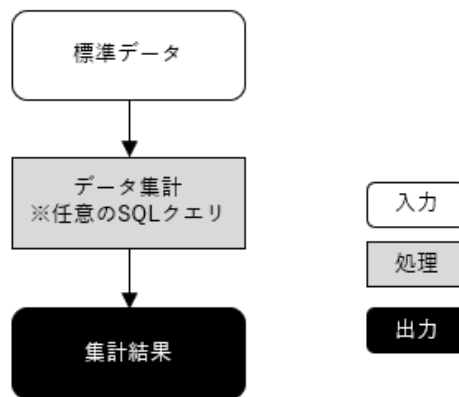 標準データ
データ集計
※任意のSQLクエリ
集計結果
入力
処理
出力